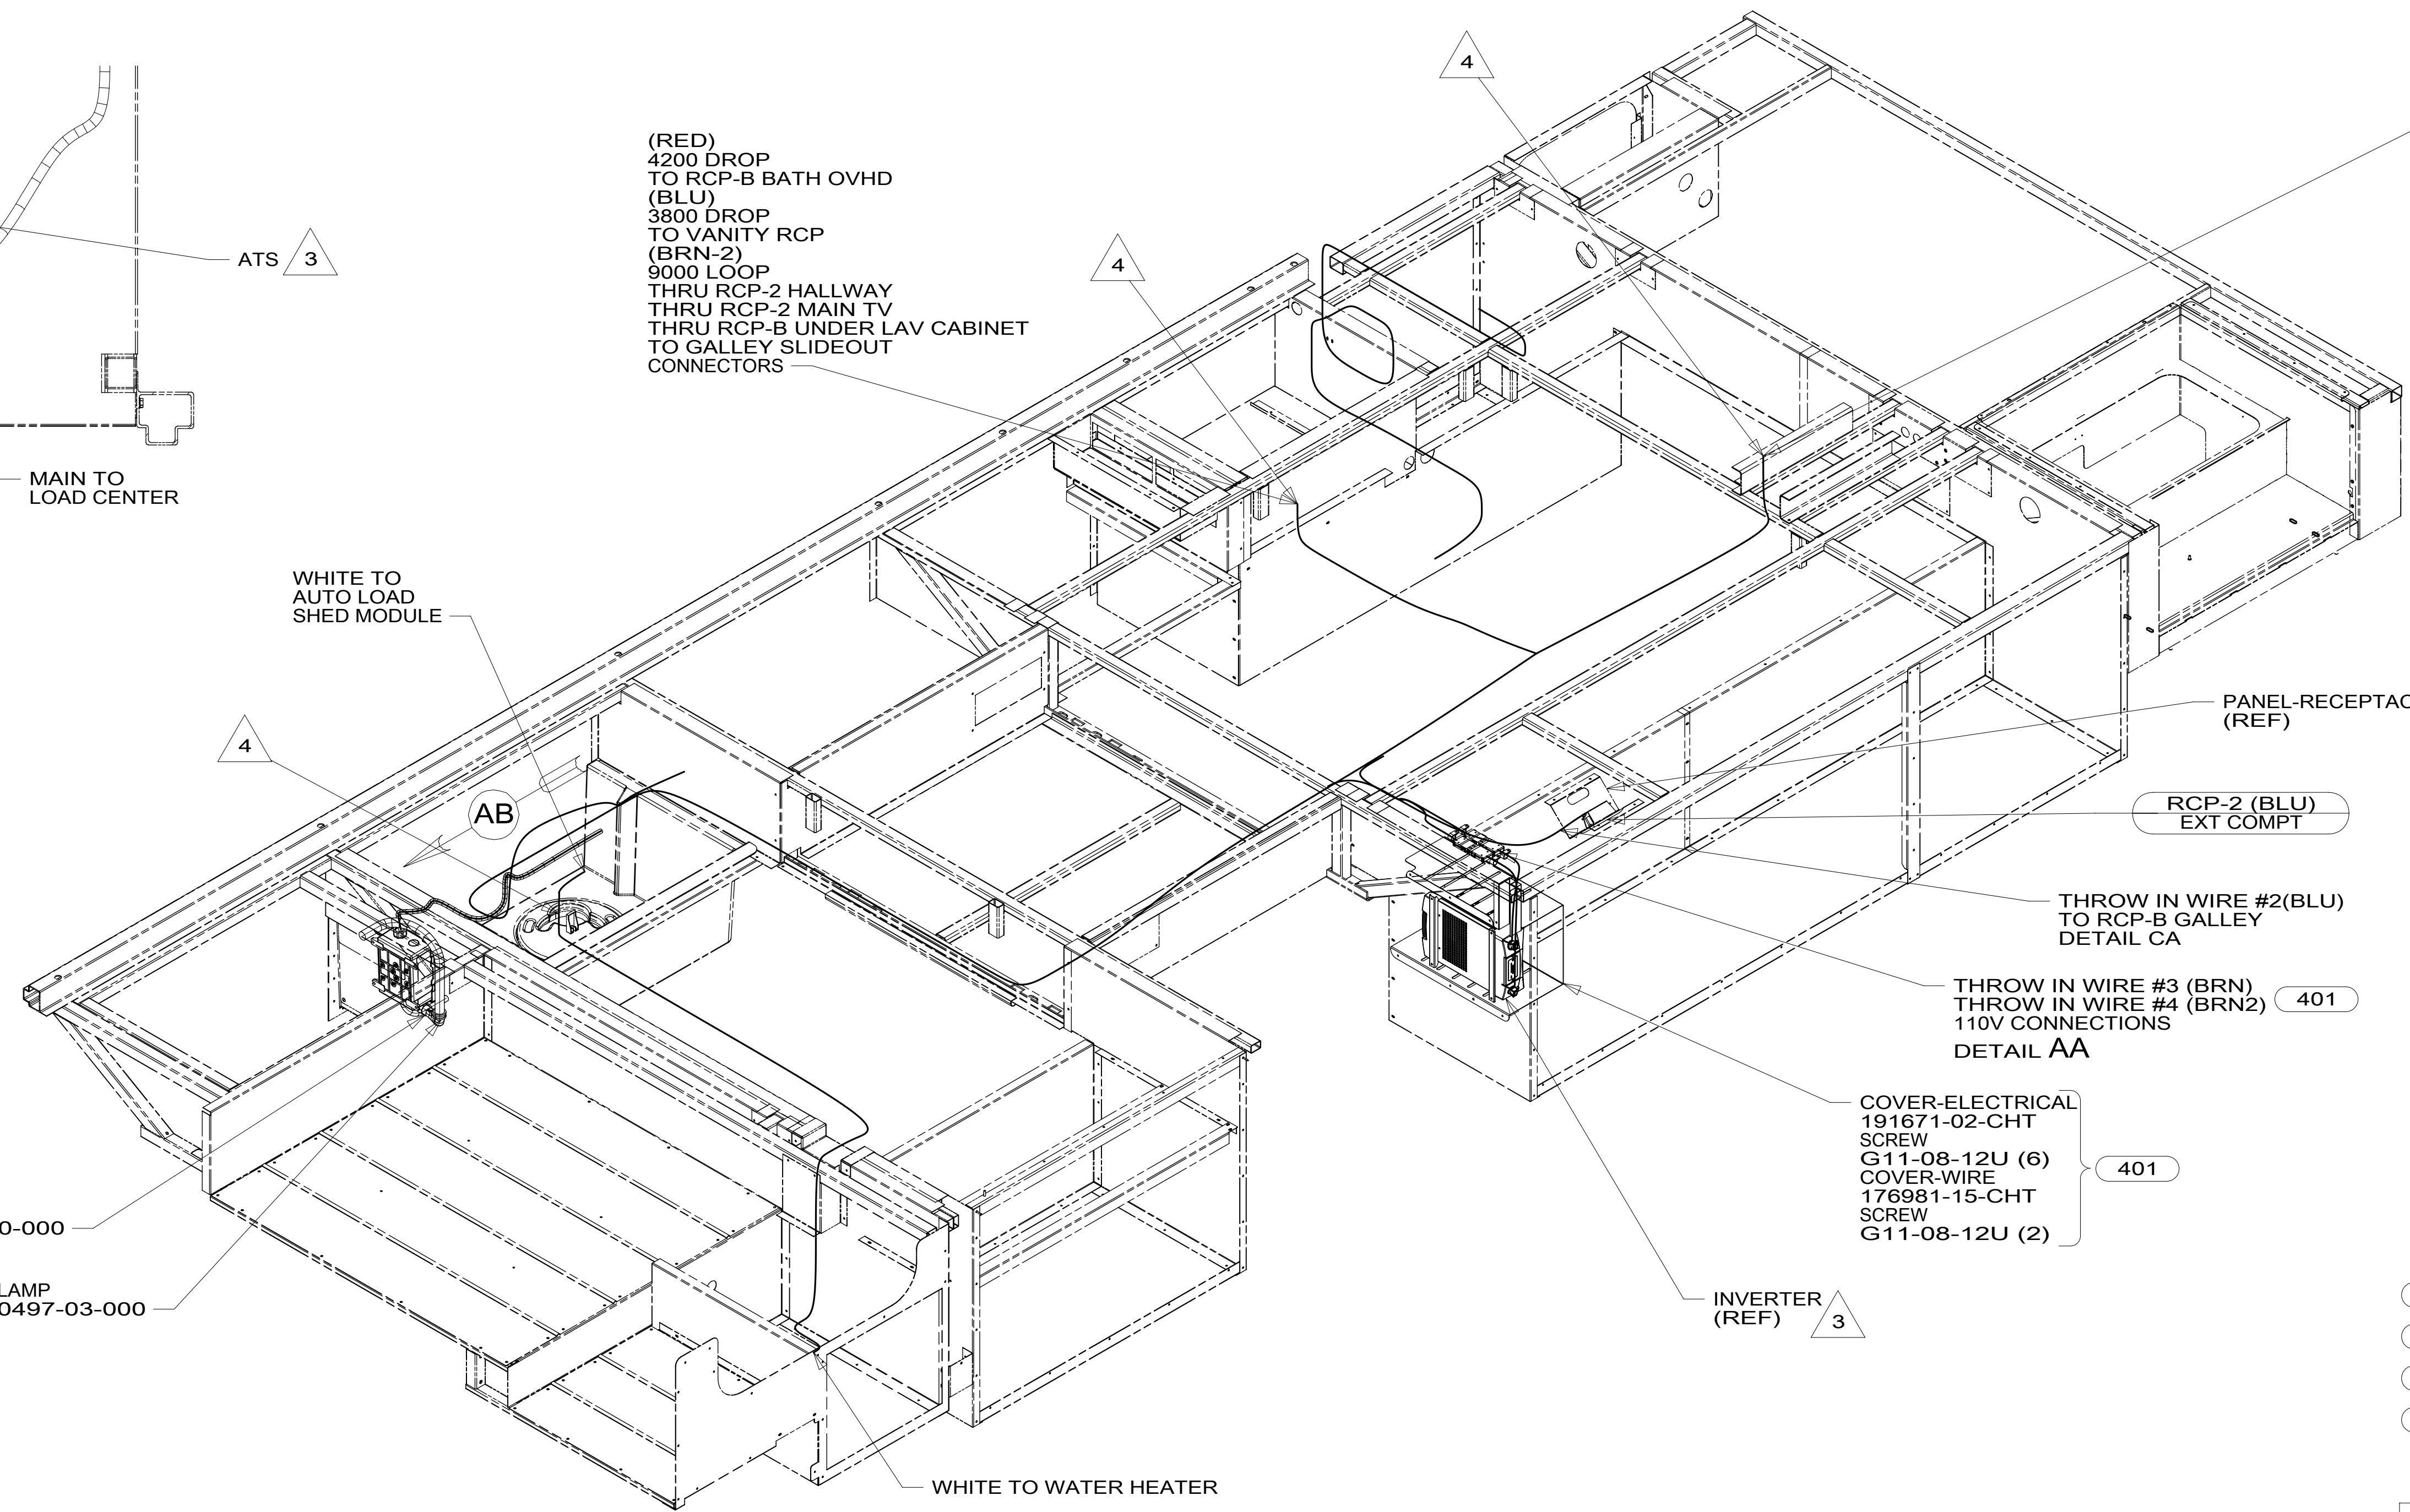 4
(RED)
4200 DROP
TO RCP-B BATH OVHD
(BLU)
3800 DROP
TO VANITY RCP
(BRN-2)
9000 LOOP
THRU RCP-2 HALLWAY
THRU RCP-2 MAIN TV
THRU RCP-B UNDER LAV CABINET
TO GALLEY SLIDEOUT
CONNECTORS
ATS 3
4
MAIN TO
LOAD CENTER
WHITE TO
AUTO LOAD
SHED MODULE
4
AB
PANEL-RECEPTAC
(REF)
RCP-2 (BLU)
EXT COMPT
THROW IN WIRE #2(BLU)
TO RCP-B GALLEY
DETAIL CA
THROW IN WIRE #3 (BRN)
THROW IN WIRE #4 (BRN2) 401
110V CONNECTIONS
DETAIL AA
COVER-ELECTRICAL
191671-02-CHT
SCREW
G11-08-12U (6)
COVER-WIRE
176981-15-CHT
SCREW
G11-08-12U (2)
401
0-000
LAMP
0497-03-000
INVERTER
(REF) 3
WHITE TO WATER HEATER